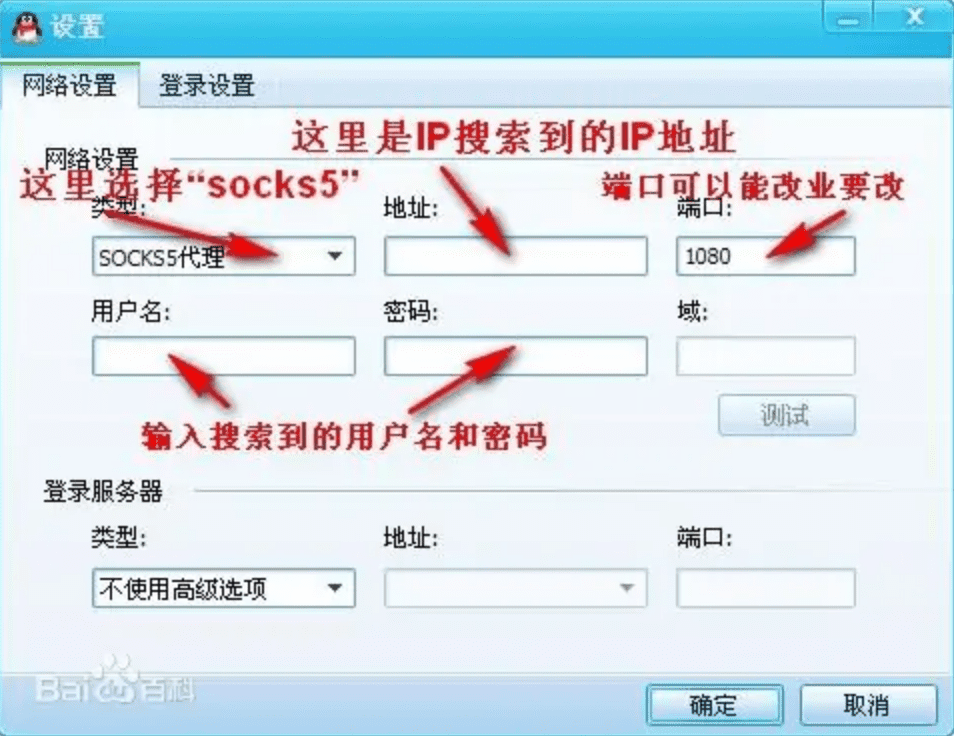 设置
网络设置 登录设置
这里是IP搜索到的IP地址
网络设置
这里选择“socks5”
端口可以能改业要改
类型: 地址: 端口:
SOCKS5代理 1080
用户名: 密码: 域:
测试
输入搜索到的用户名和密码
登录服务器
类型: 地址: 端口:
不使用高级选项
Bai百科
确定 取消